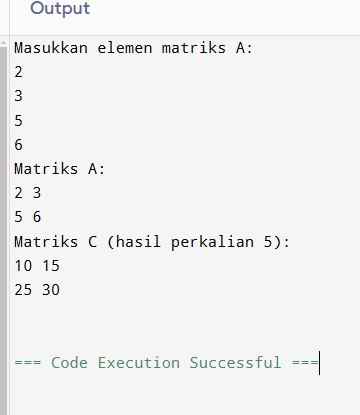 Output
Masukkan elemen matriks A:
2
3
5
6
Matriks A:
2 3
5 6
Matriks C (hasil perkalian 5):
10 15
25 30
=== Code Execution Successful ===